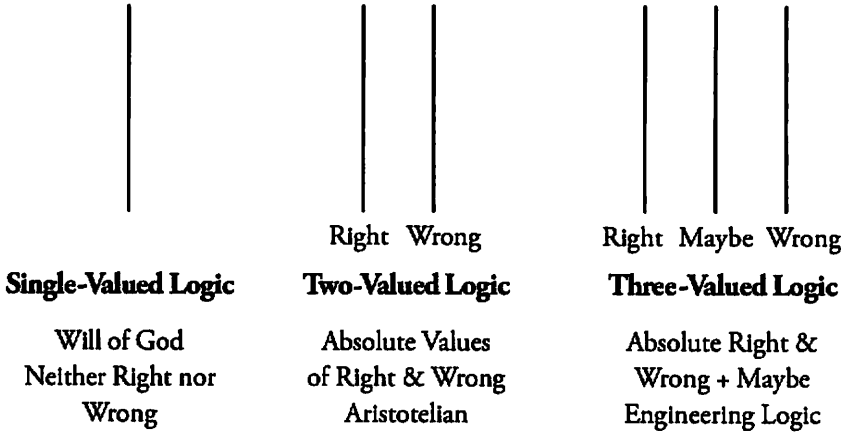 Right Wrong
Right Maybe Wrong
Single-Valued Logic
Two-Valued Logic
Three-Valued Logic
Will of God
Neither Right nor
Wrong
Absolute Values
of Right & Wrong
Aristotelian
Absolute Right &
Wrong + Maybe
Engineering Logic